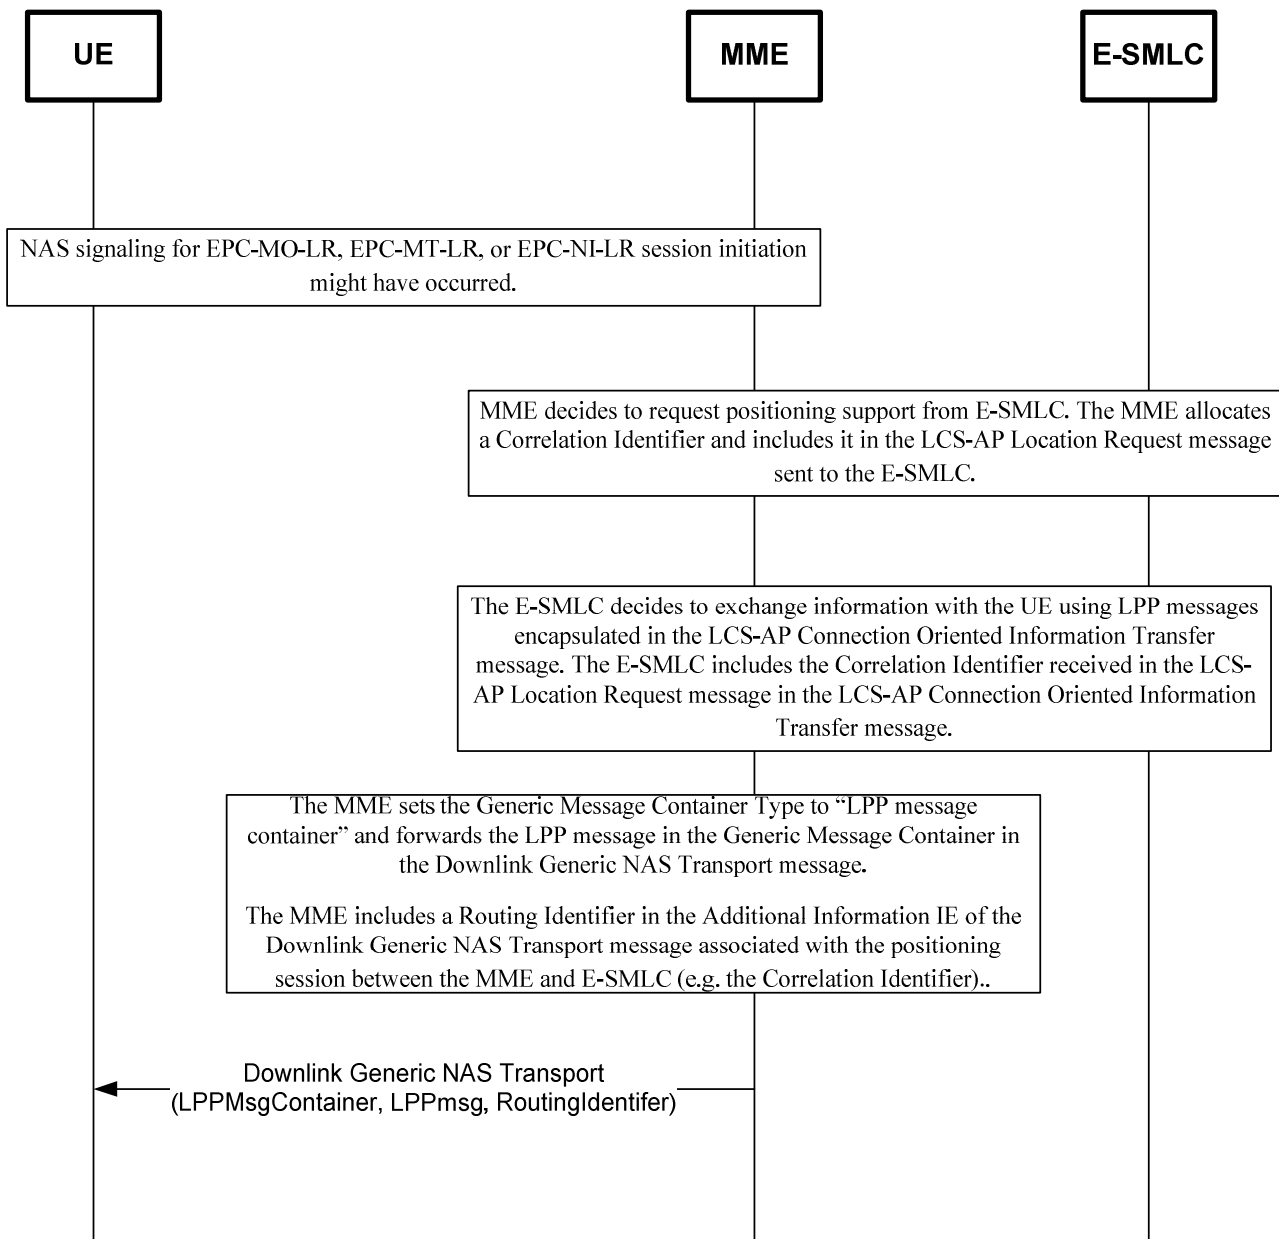 UE
MME
E-SMLC
NAS signaling for EPC-MO-LR, EPC-MT-LR, or EPC-NI-LR session initiation
might have occurred.
MME decides to request positioning support from E-SMLC. The MME allocates
a Correlation Identifier and includes it in the LCS-AP Location Request message
sent to the E-SMLC.
The E-SMLC decides to exchange information with the UE using LPP messages
encapsulated in the LCS-AP Connection Oriented Information Transfer
message. The E-SMLC includes the Correlation Identifier received in the LCS-
AP Location Request message in the LCS-AP Connection Oriented Information
Transfer message.
The MME sets the Generic Message Container Type to “LPP message
container” and forwards the LPP message in the Generic Message Container in
the Downlink Generic NAS Transport message.
The MME includes a Routing Identifier in the Additional Information IE of the
Downlink Generic NAS Transport message associated with the positioning
session between the MME and E-SMLC (e.g. the Correlation Identifier)..
Downlink Generic NAS Transport
(LPPMsgContainer, LPPmsg, RoutingIdentifer)